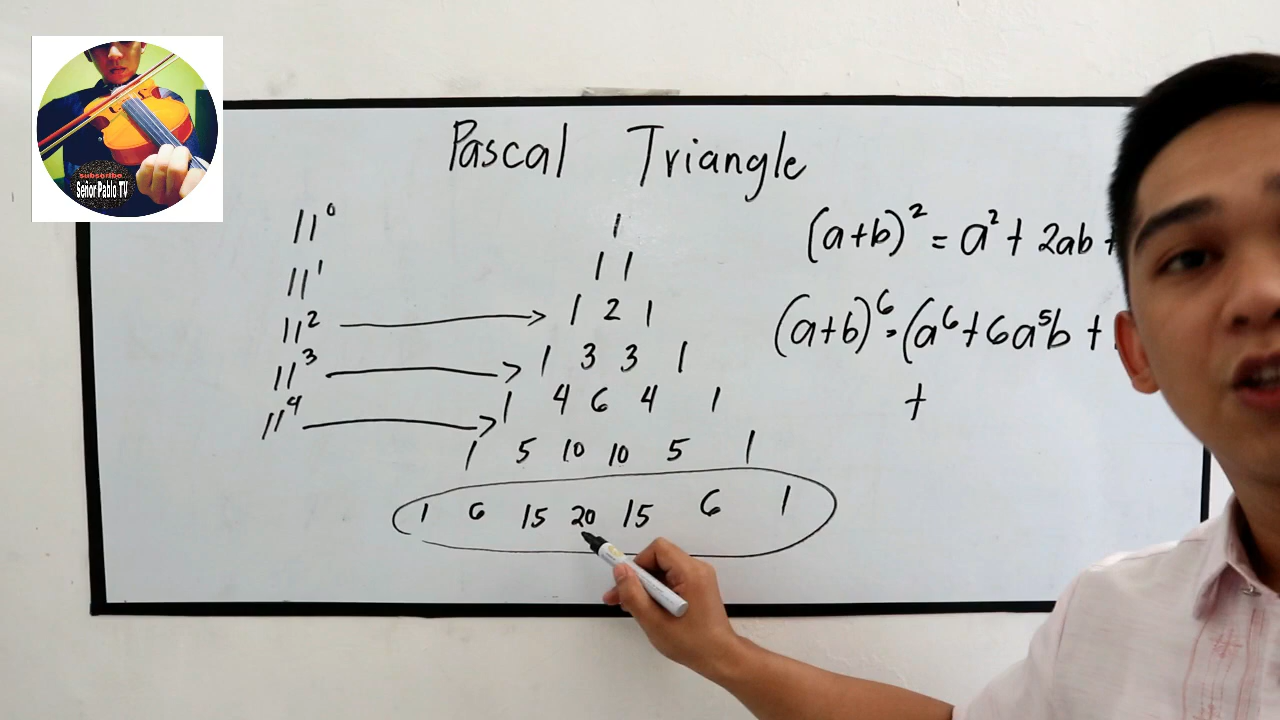 subscribe
Señor Pablo TV
Pascal Triangle
11⁰ 1
11¹ 1 1
11² → 1 2 1
11³ → 1 3 3 1
11⁴ → 1 4 6 4 1
1 5 10 10 5 1
1 6 15 20 15 6 1
(a+b)² = a² + 2ab +
(a+b)⁶ = (a⁶ + 6a⁵b +
+